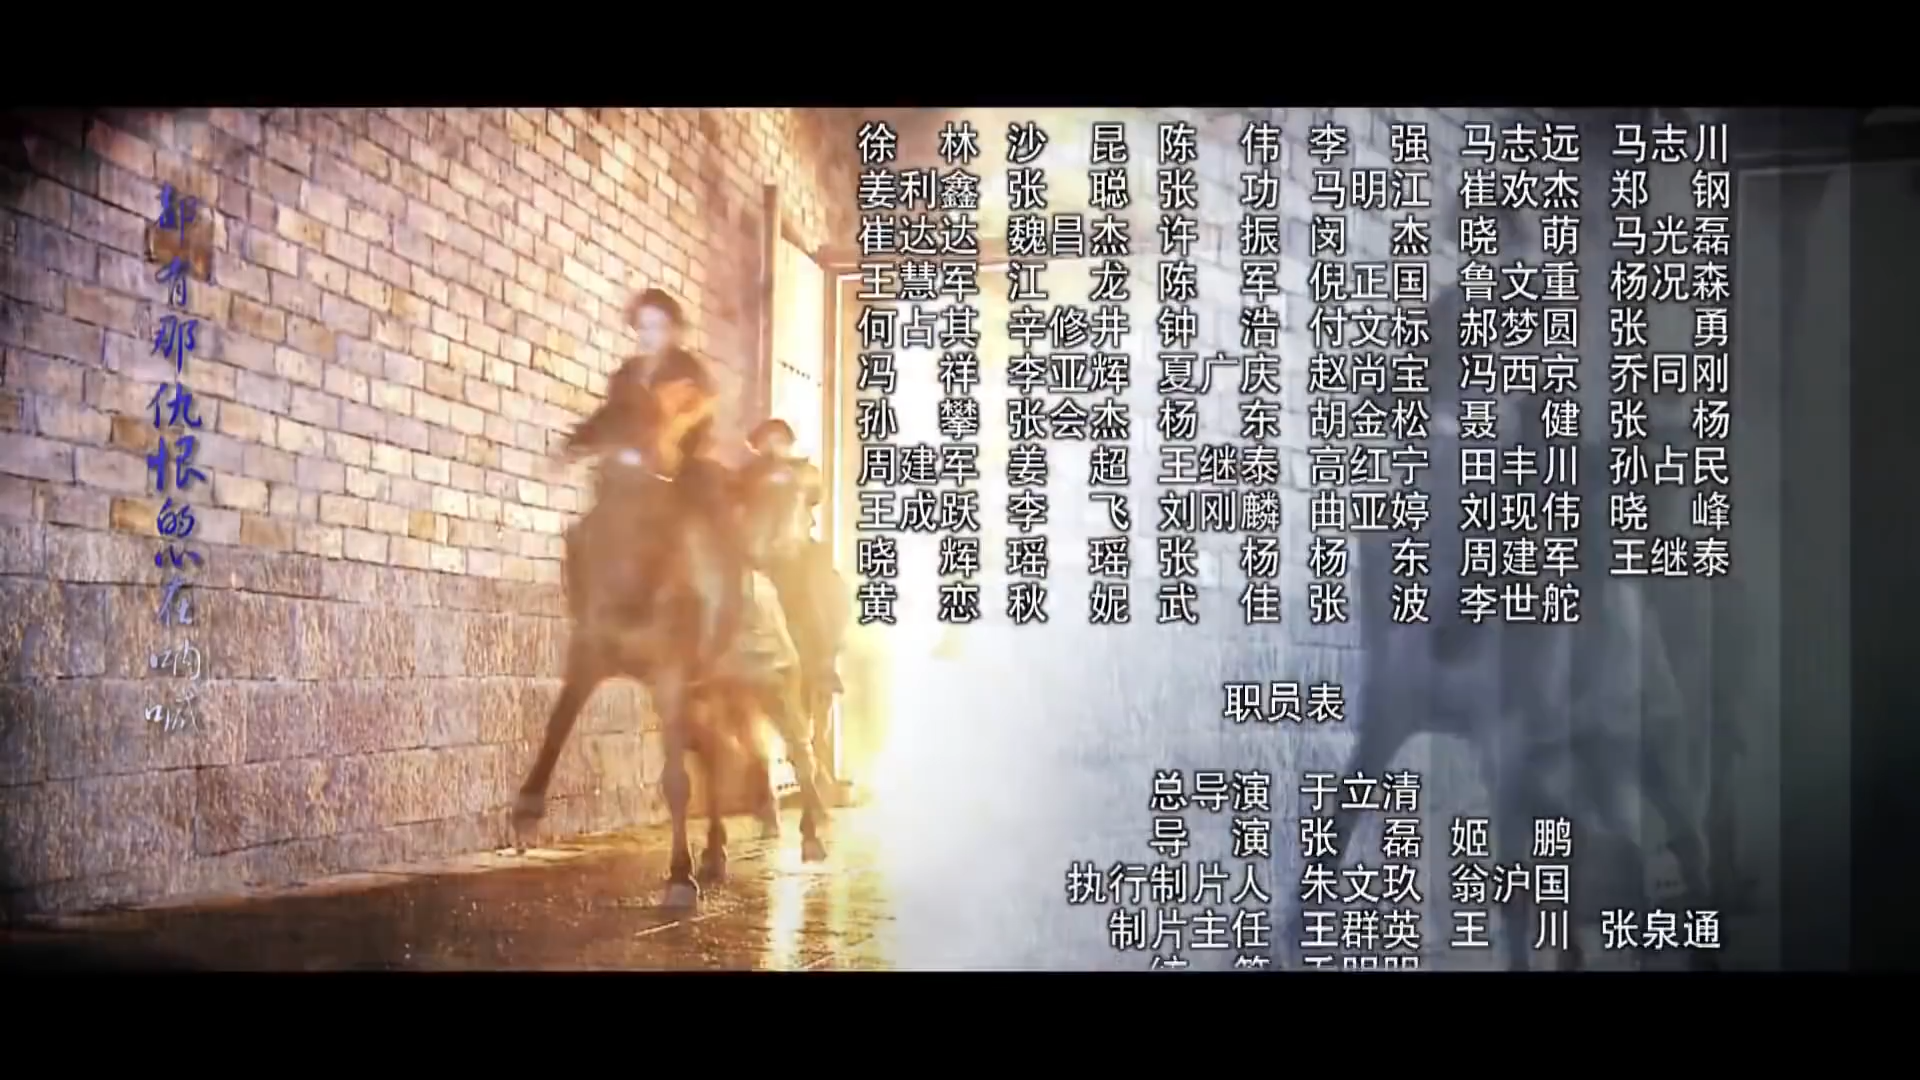 都有那仇恨的心在呐喊
徐 林 沙 昆 陈 伟 李 强 马志远 马志川
姜利鑫 张 聪 张 功 马明江 崔欢杰 郑 钢
崔达达 魏昌杰 许 振 闵 杰 晓 萌 马光磊
王慧军 江 龙 陈 军 倪正国 鲁文重 杨况森
何占其 辛修井 钟 浩 付文标 郝梦圆 张 勇
冯 祥 李亚辉 夏广庆 赵尚宝 冯西京 乔同刚
孙 攀 张会杰 杨 东 胡金松 聂 健 张 杨
周建军 姜 超 王继泰 高红宁 田丰川 孙占民
王成跃 李 飞 刘刚麟 曲亚婷 刘现伟 晓 峰
晓 辉 瑶 瑶 张 杨 杨 东 周建军 王继泰
黄 恋 秋 妮 武 佳 张 波 李世舵
职员表
总导演 于立清
导 演 张 磊 姬 鹏
执行制片人 朱文玖 翁沪国
制片主任 王群英 王 川 张泉通